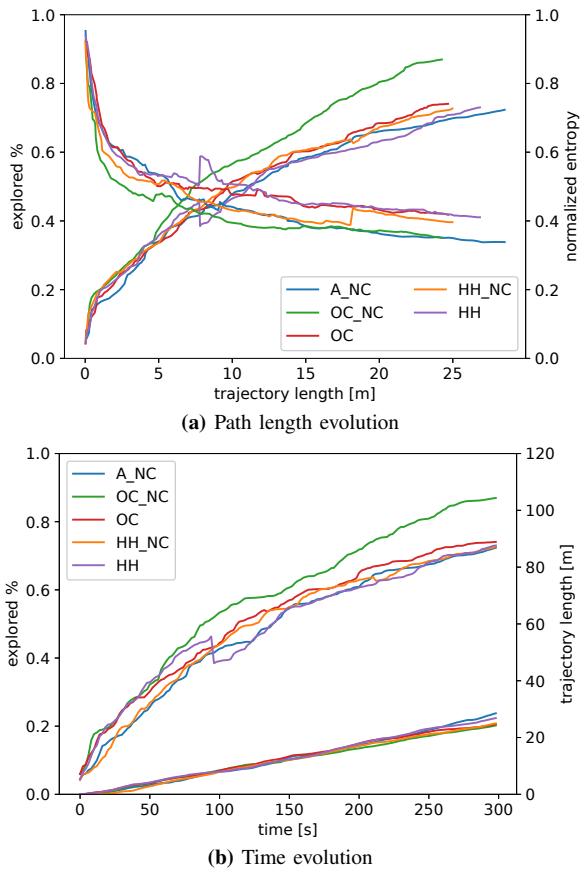 1.0
0.8
0.6
0.4
0.2
0.0
explored %
1.0
0.8
0.6
0.4
0.2
0.0
normalized entropy
A_NC
OC_NC
OC
HH_NC
HH
0 5 10 15 20 25
trajectory length [m]
(a) Path length evolution
1.0
0.8
0.6
0.4
0.2
0.0
explored %
A_NC
OC_NC
OC
HH_NC
HH
120
100
80
60
40
20
0
trajectory length [m]
0 50 100 150 200 250 300
time [s]
(b) Time evolution